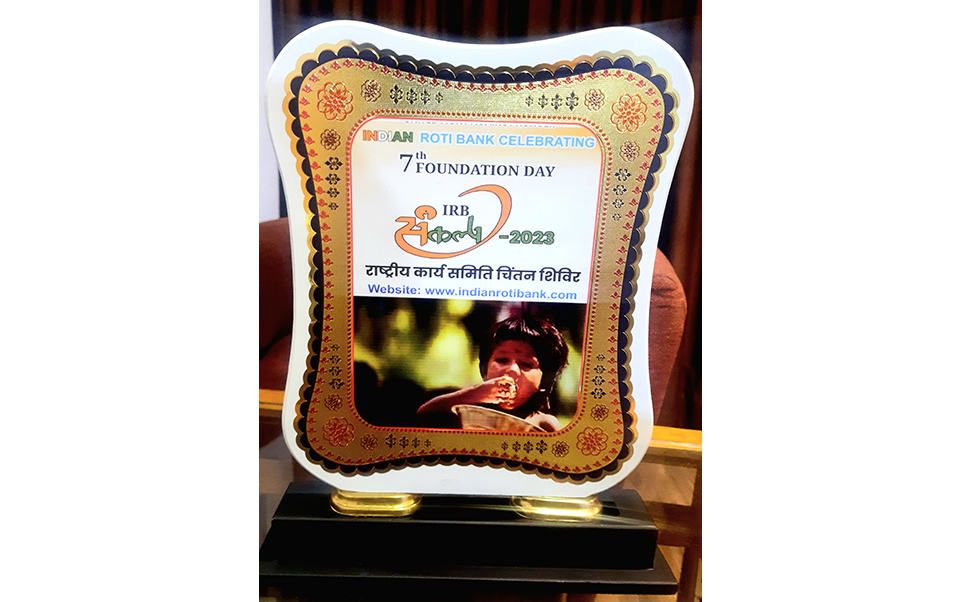 INDIAN ROTI BANK CELEBRATING
7th FOUNDATION DAY
IRB
संकल्प -2023
राष्ट्रीय कार्य समिति चिंतन शिविर
Website: www.indianrotibank.com